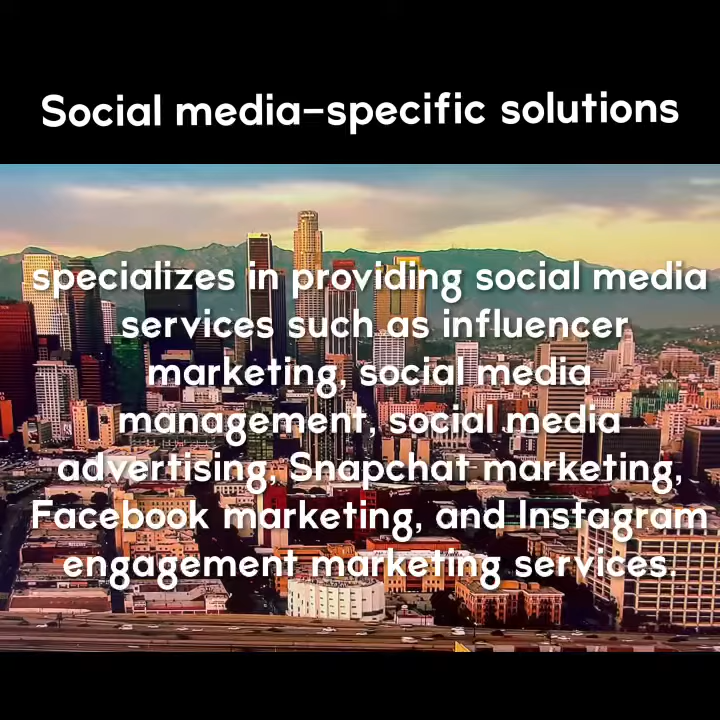 Social media-specific solutions
specializes in providing social media
services such as influencer
marketing, social media
management, social media
advertising, Snapchat marketing,
Facebook marketing, and Instagram
engagement marketing services.